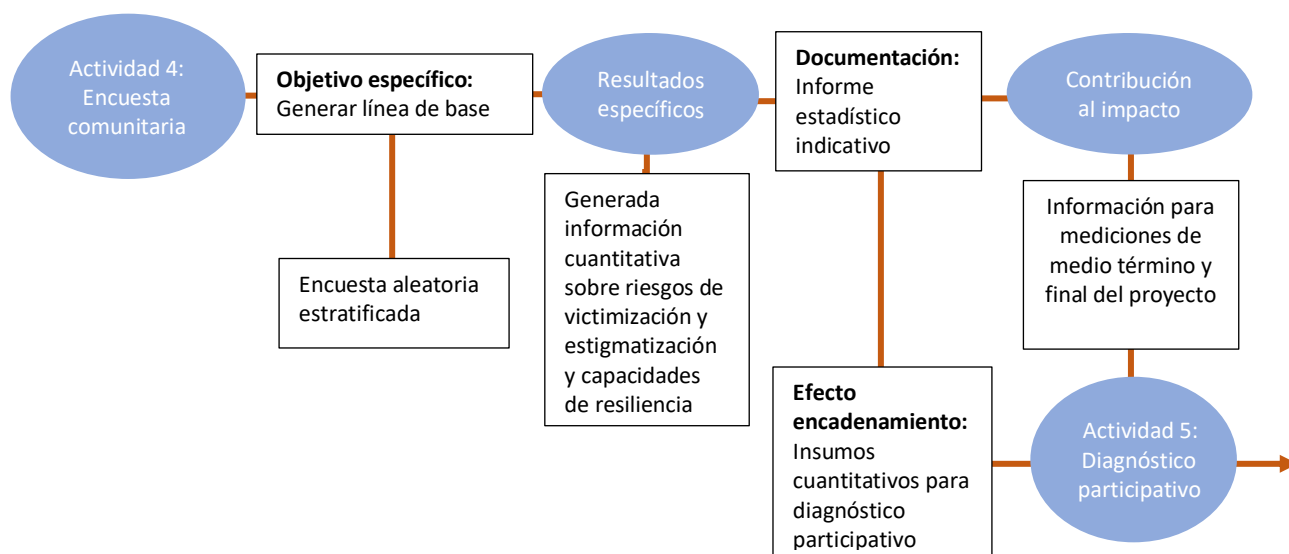 Actividad 4:
Encuesta
comunitaria
Objetivo específico:
Generar línea de base
Encuesta aleatoria
estratificada
Resultados
específicos
Generada
información
cuantitativa
sobre riesgos de
victimización y
estigmatización
y capacidades
de resiliencia
Documentación:
Informe
estadístico
indicativo
Efecto
encadenamiento:
Insumos
cuantitativos para
diagnóstico
participativo
Contribución
al impacto
Información para
mediciones de
medio término y
final del proyecto
Actividad 5:
Diagnóstico
participativo